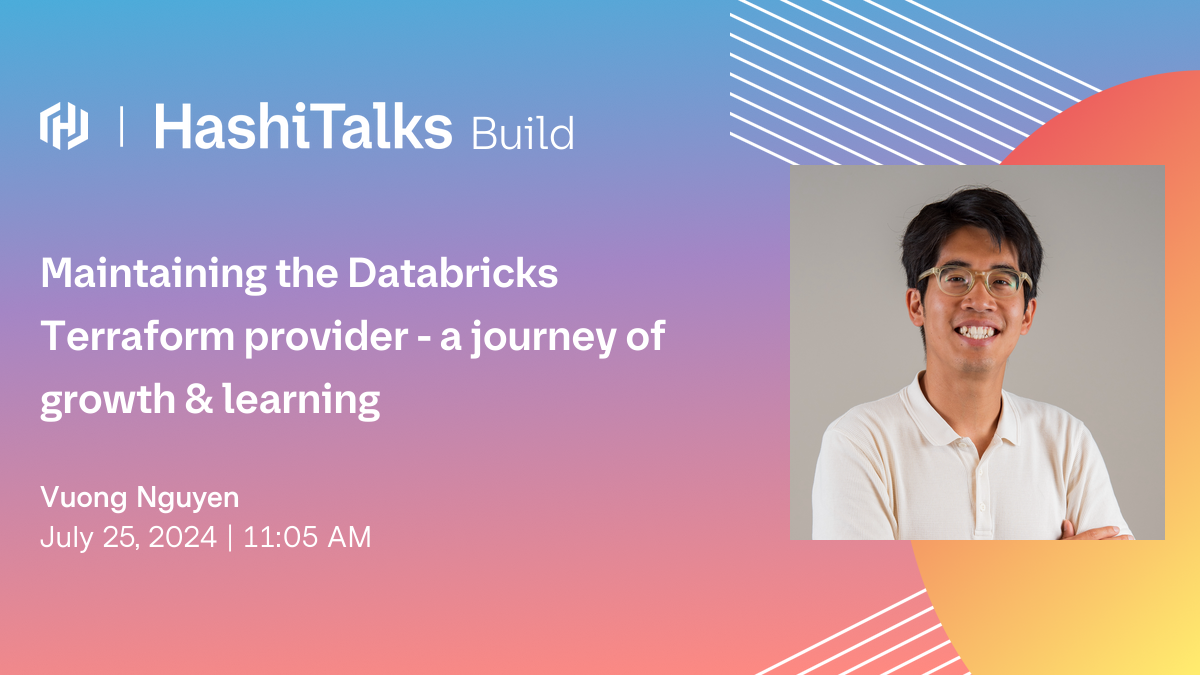 HashiTalks Build
Maintaining the Databricks
Terraform provider - a journey of
growth & learning
Vuong Nguyen
July 25, 2024 | 11:05 AM